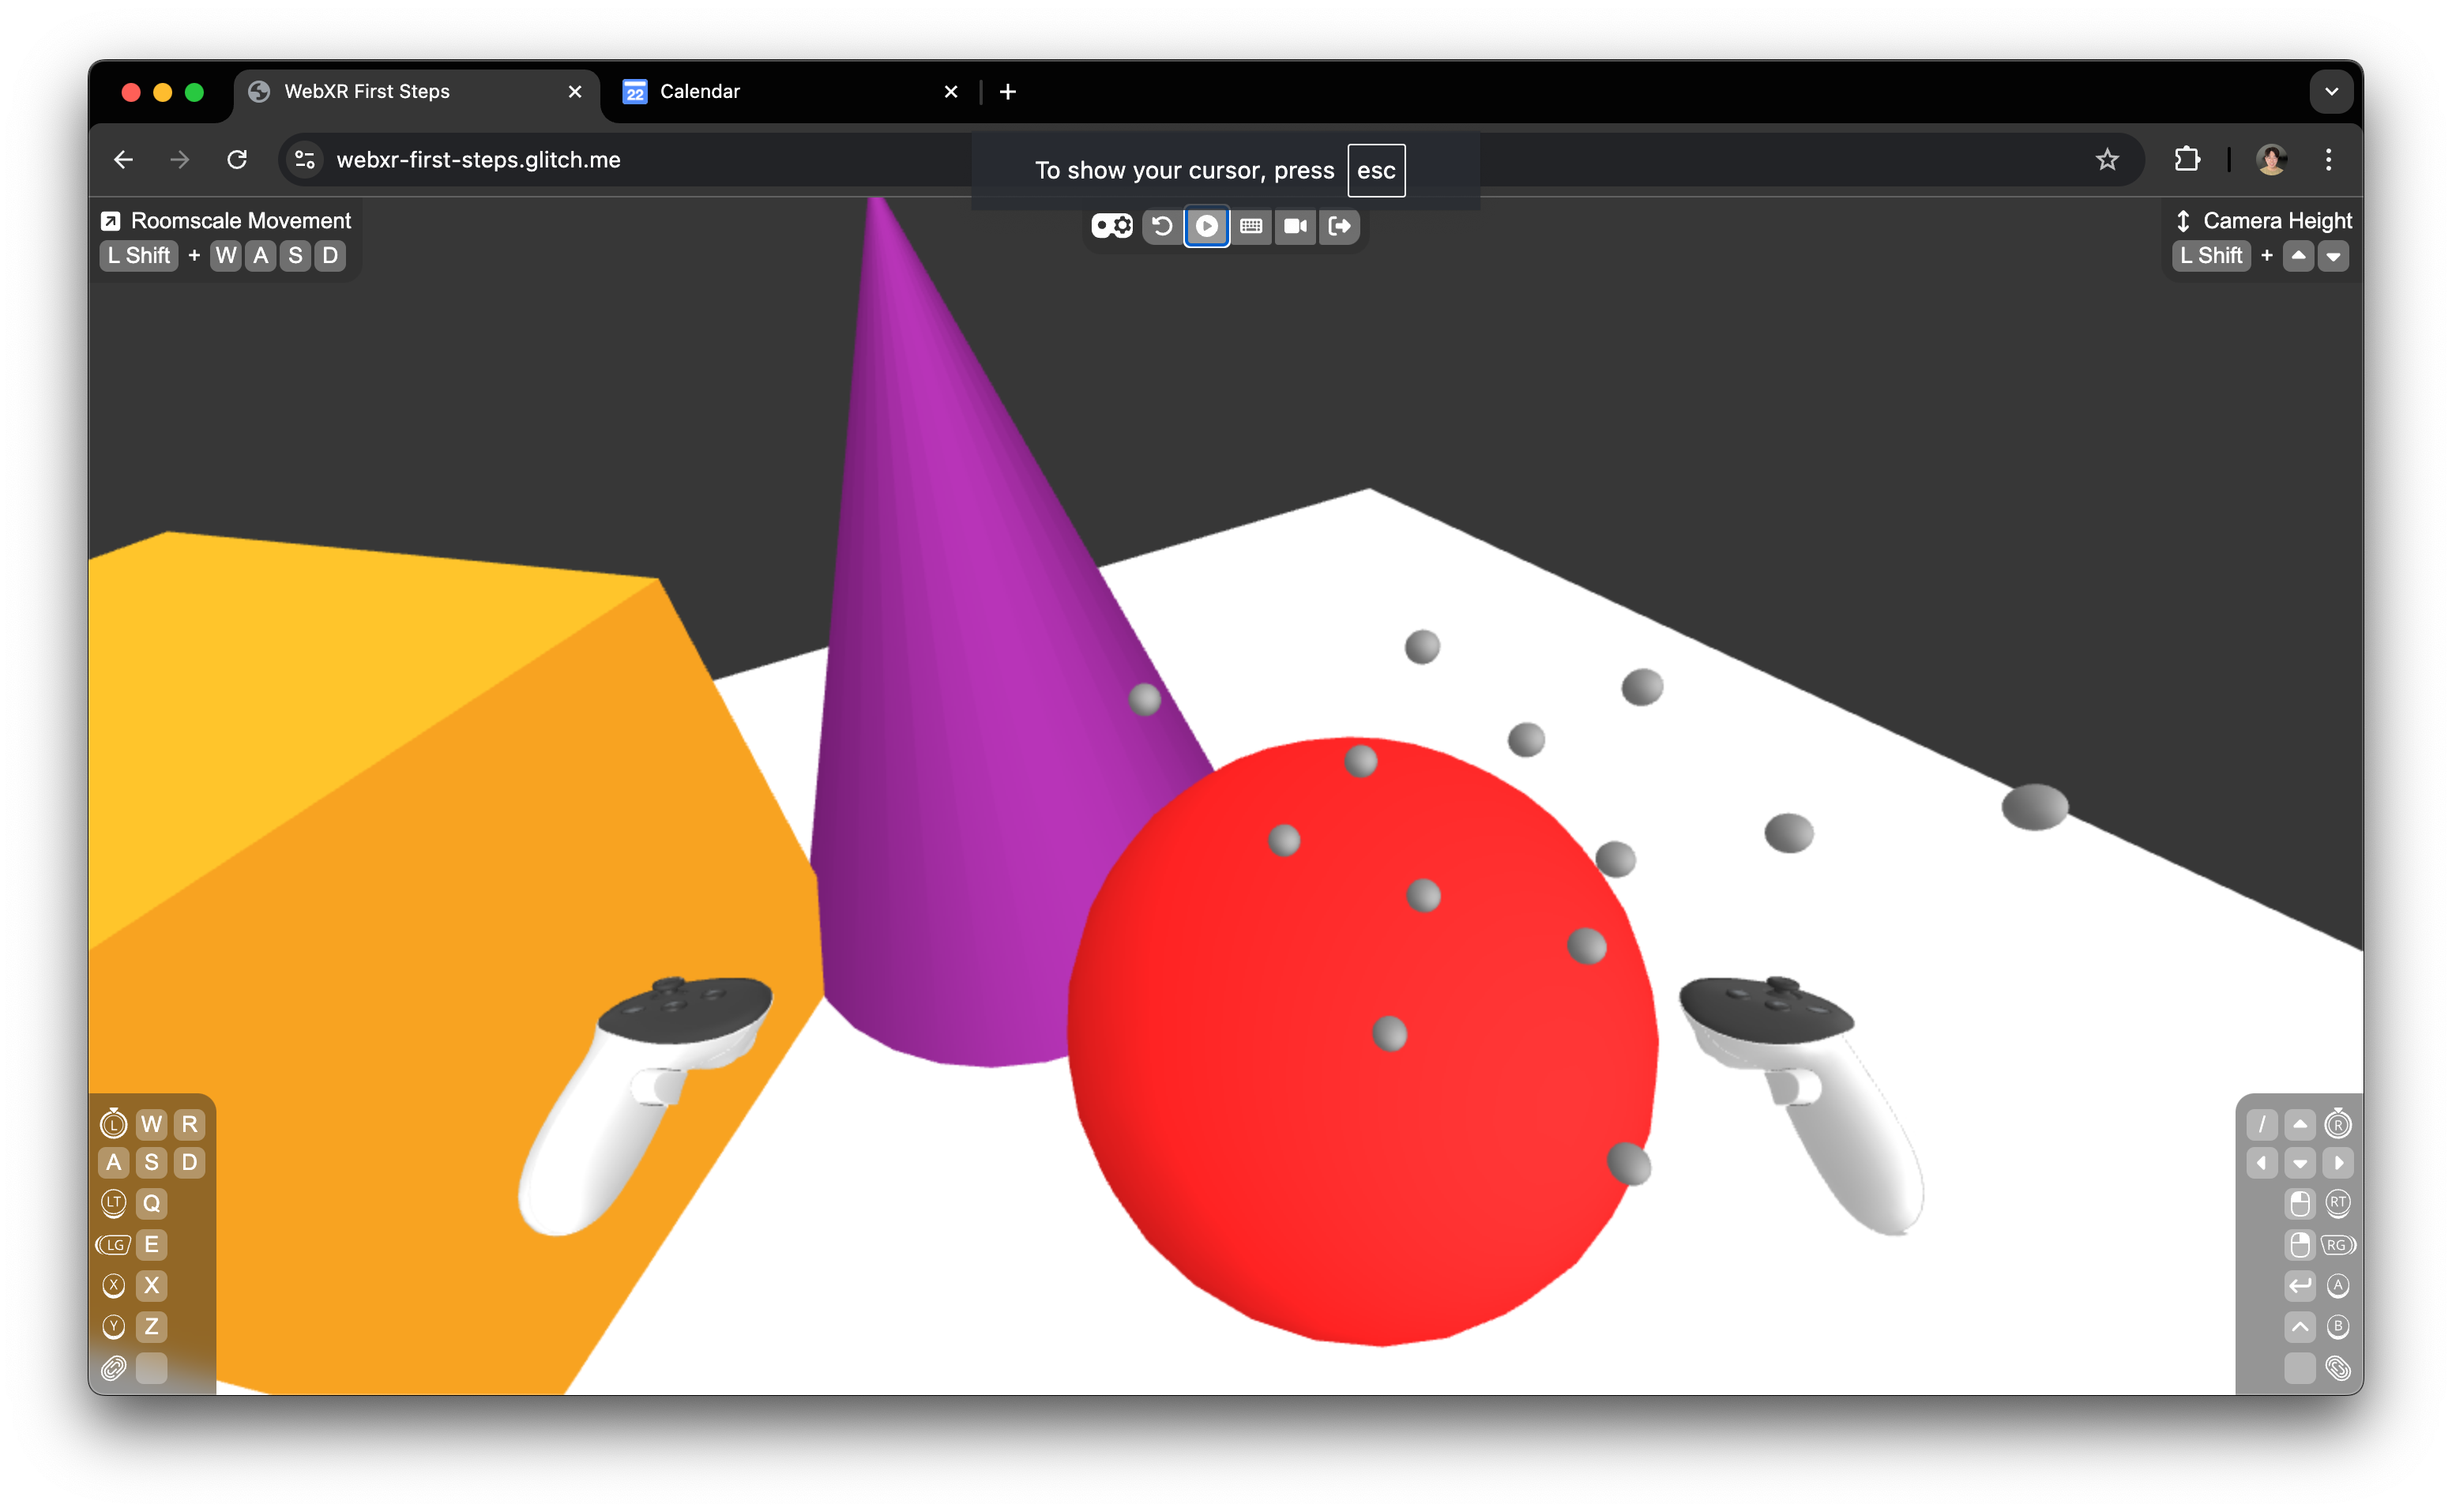 WebXR First Steps
22 Calendar
webxr-first-steps.glitch.me
To show your cursor, press esc
Roomscale Movement
L Shift + W A S D
Camera Height
L Shift +
L W R
A S D
LT Q
LG E
X X
Y Z
/ R
RT
RG
A
B